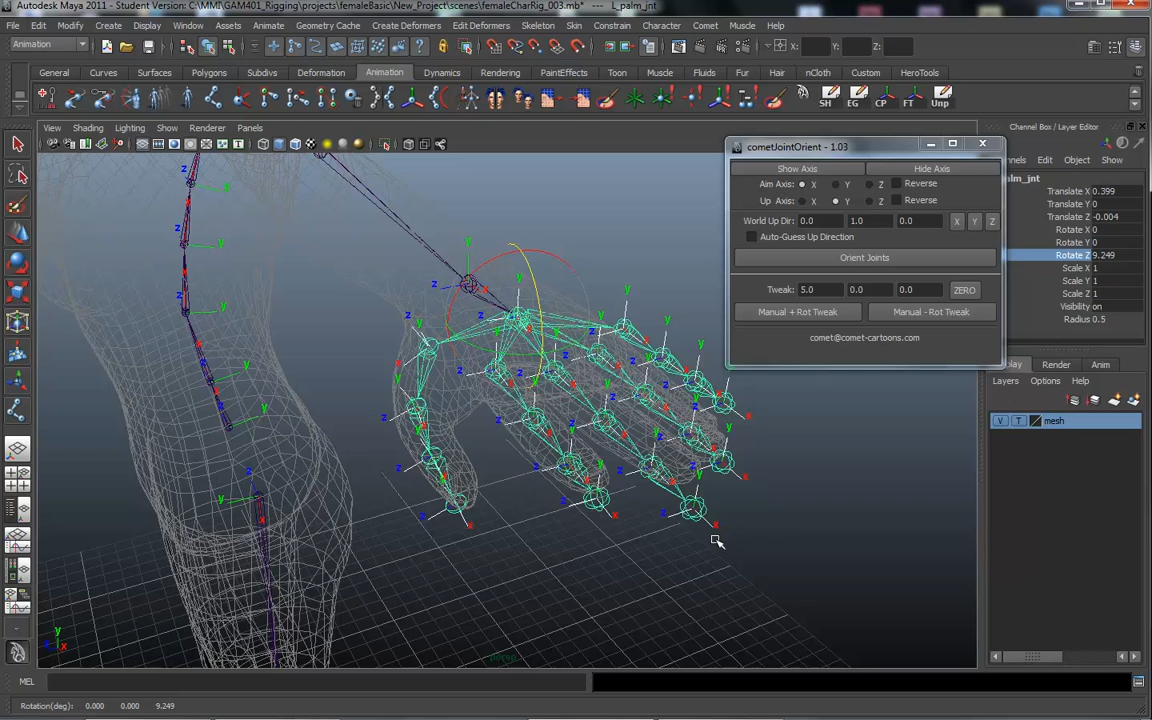 Autodesk Maya 2011 - Student Version: C:\MMI\GAM401_Rigging\projects\femaleBasic\New_Project\scenes\femaleCharRig_003.mb* --- L_palm_jnt
File Edit Modify Create Display Window Assets Animate Geometry Cache Create Deformers Edit Deformers Skeleton Skin Constrain Character Comet Muscle Help
Animation X: Y: Z:
General Curves Surfaces Polygons Subdivs Deformation Animation Dynamics Rendering PaintEffects Toon Muscle Fluids Fur Hair nCloth Custom HeroTools
SH EG CP FT Unp
View Shading Lighting Show Renderer Panels
Channel Box / Layer Editor
Edit Object Show
cometJointOrient - 1.03
Show Axis Hide Axis
Aim Axis: X Y Z Reverse
Up Axis: X Y Z Reverse
World Up Dir: 0.0 1.0 0.0 X Y Z
Auto-Guess Up Direction
Orient Joints
Tweak: 5.0 0.0 0.0 ZERO
Manual + Rot Tweak Manual -Rot Tweak
comet@comet-cartoons.com
Translate X 0.399
Translate Y 0
Translate Z -0.004
Rotate X 0
Rotate Y 0
Rotate Z 9.249
Scale X 1
Scale Y 1
Scale Z 1
Visibility on
Radius 0.5
Render Anim
Layers Options Help
V T mesh
persp
MEL
Rotation(deg): 0.000 0.000 9.249